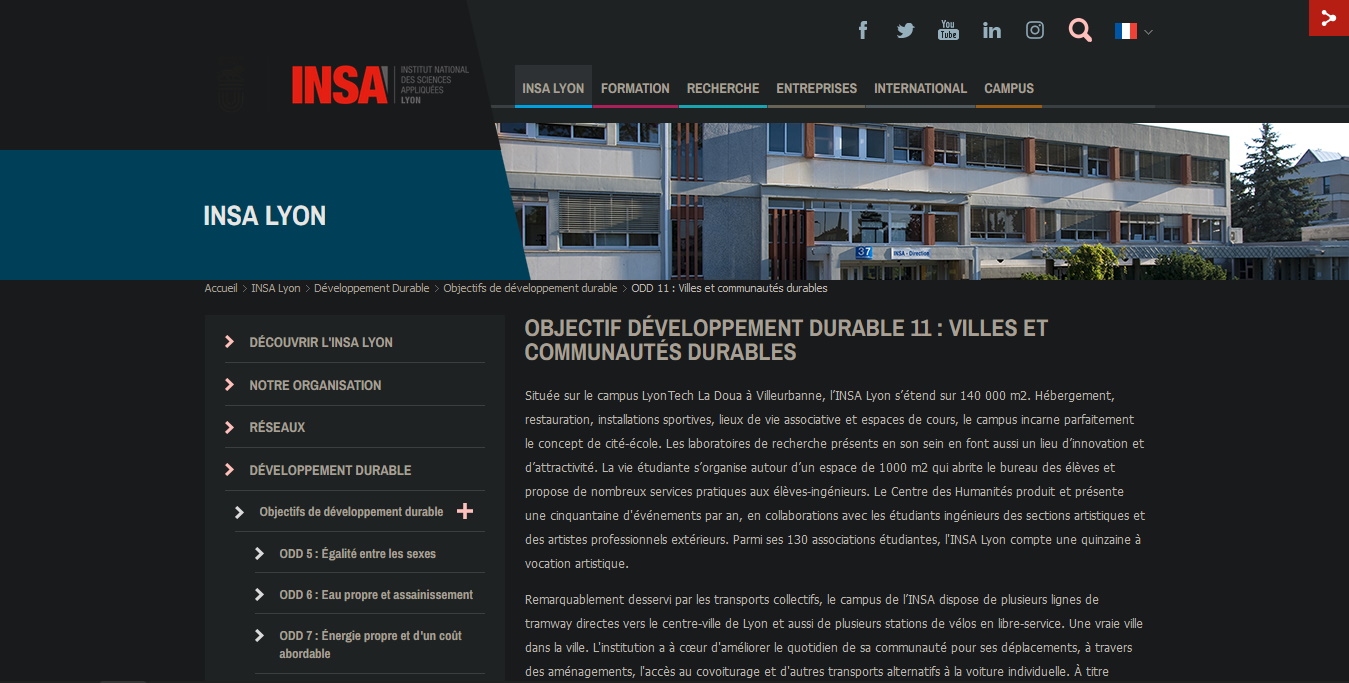 You
Tube
INSA
INSTITUT NATIONAL
DES SCIENCES
APPLIQUÉES
LYON
INSA LYON
FORMATION
RECHERCHE
ENTREPRISES
INTERNATIONAL
CAMPUS
INSA LYON
37
INSA - Direction
Accueil > INSA Lyon > Développement Durable > Objectifs de développement durable > ODD 11 : Villes et communautés durables
DÉCOUVRIR L'INSA LYON
NOTRE ORGANISATION
RÉSEAUX
DÉVELOPPEMENT DURABLE
Objectifs de développement durable
ODD 5 : Égalité entre les sexes
ODD 6 : Eau propre et assainissement
ODD 7 : Énergie propre et d'un coût
abordable
OBJECTIF DÉVELOPPEMENT DURABLE 11 : VILLES ET
COMMUNAUTÉS DURABLES
Située sur le campus LyonTech La Doua à Villeurbanne, l’INSA Lyon s’étend sur 140 000 m2. Hébergement,
restauration, installations sportives, lieux de vie associative et espaces de cours, le campus incarne parfaitement
le concept de cité-école. Les laboratoires de recherche présents en son sein en font aussi un lieu d’innovation et
d’attractivité. La vie étudiante s’organise autour d’un espace de 1000 m2 qui abrite le bureau des élèves et
propose de nombreux services pratiques aux élèves-ingénieurs. Le Centre des Humanités produit et présente
une cinquantaine d'événements par an, en collaborations avec les étudiants ingénieurs des sections artistiques et
des artistes professionnels extérieurs. Parmi ses 130 associations étudiantes, l'INSA Lyon compte une quinzaine à
vocation artistique.
Remarquablement desservi par les transports collectifs, le campus de l’INSA dispose de plusieurs lignes de
tramway directes vers le centre-ville de Lyon et aussi de plusieurs stations de vélos en libre-service. Une vraie ville
dans la ville. L'institution a à cœur d'améliorer le quotidien de sa communauté pour ses déplacements, à travers
des aménagements, l'accès au covoiturage et d'autres transports alternatifs à la voiture individuelle. À titre